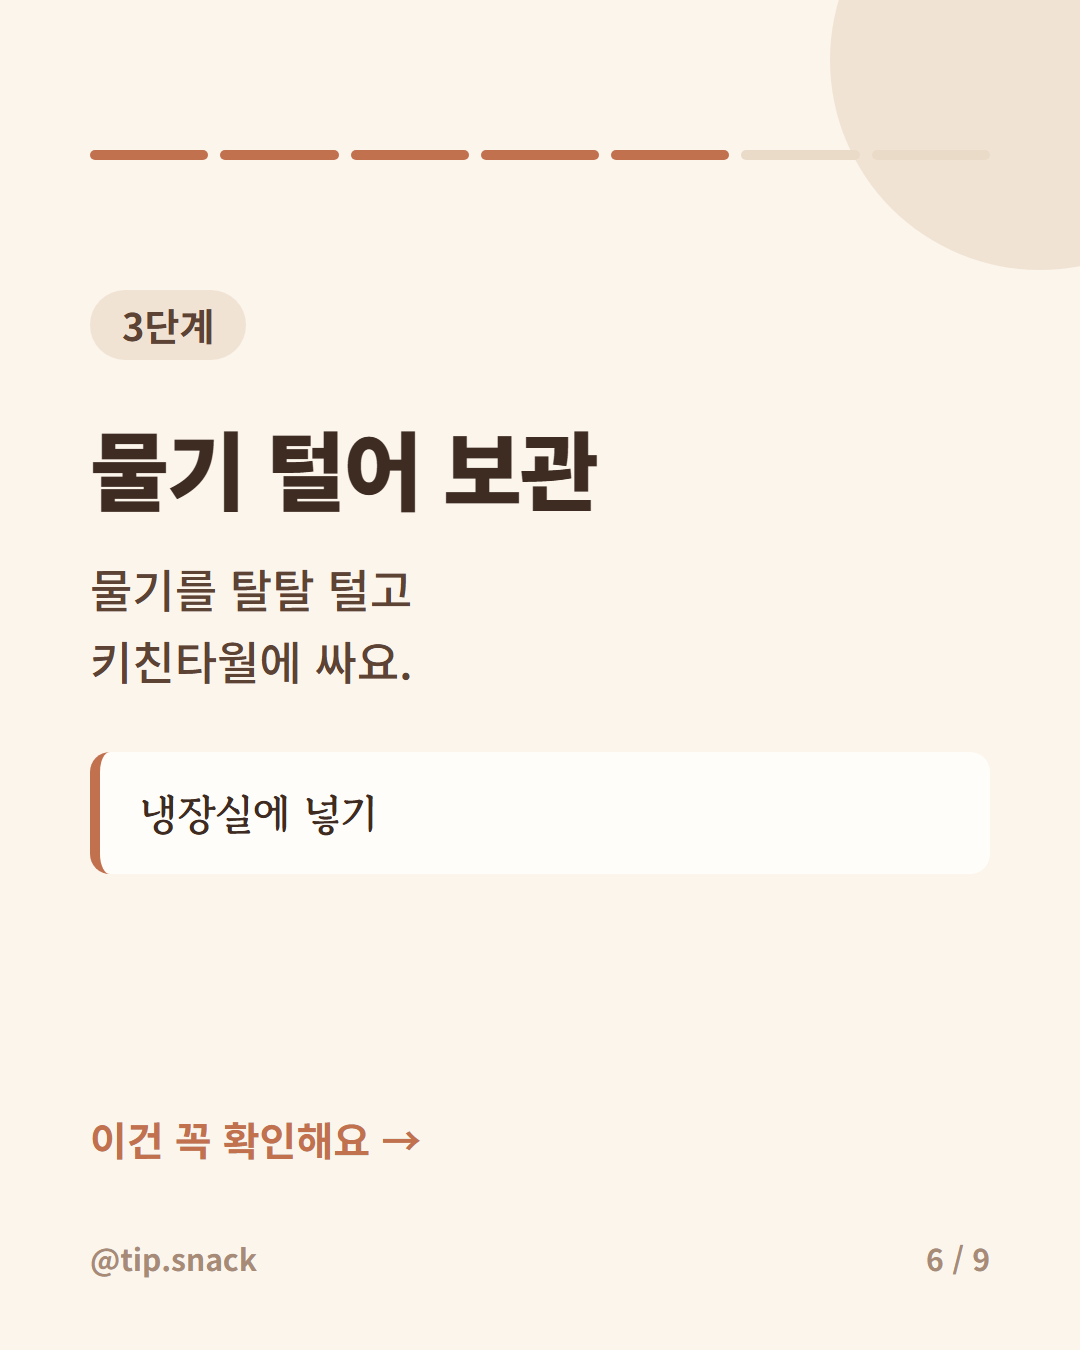 3단계
물기 털어 보관
물기를 탈탈 털고
키친타월에 싸요.
냉장실에 넣기
이건 꼭 확인해요 →
@tip.snack
6 / 9